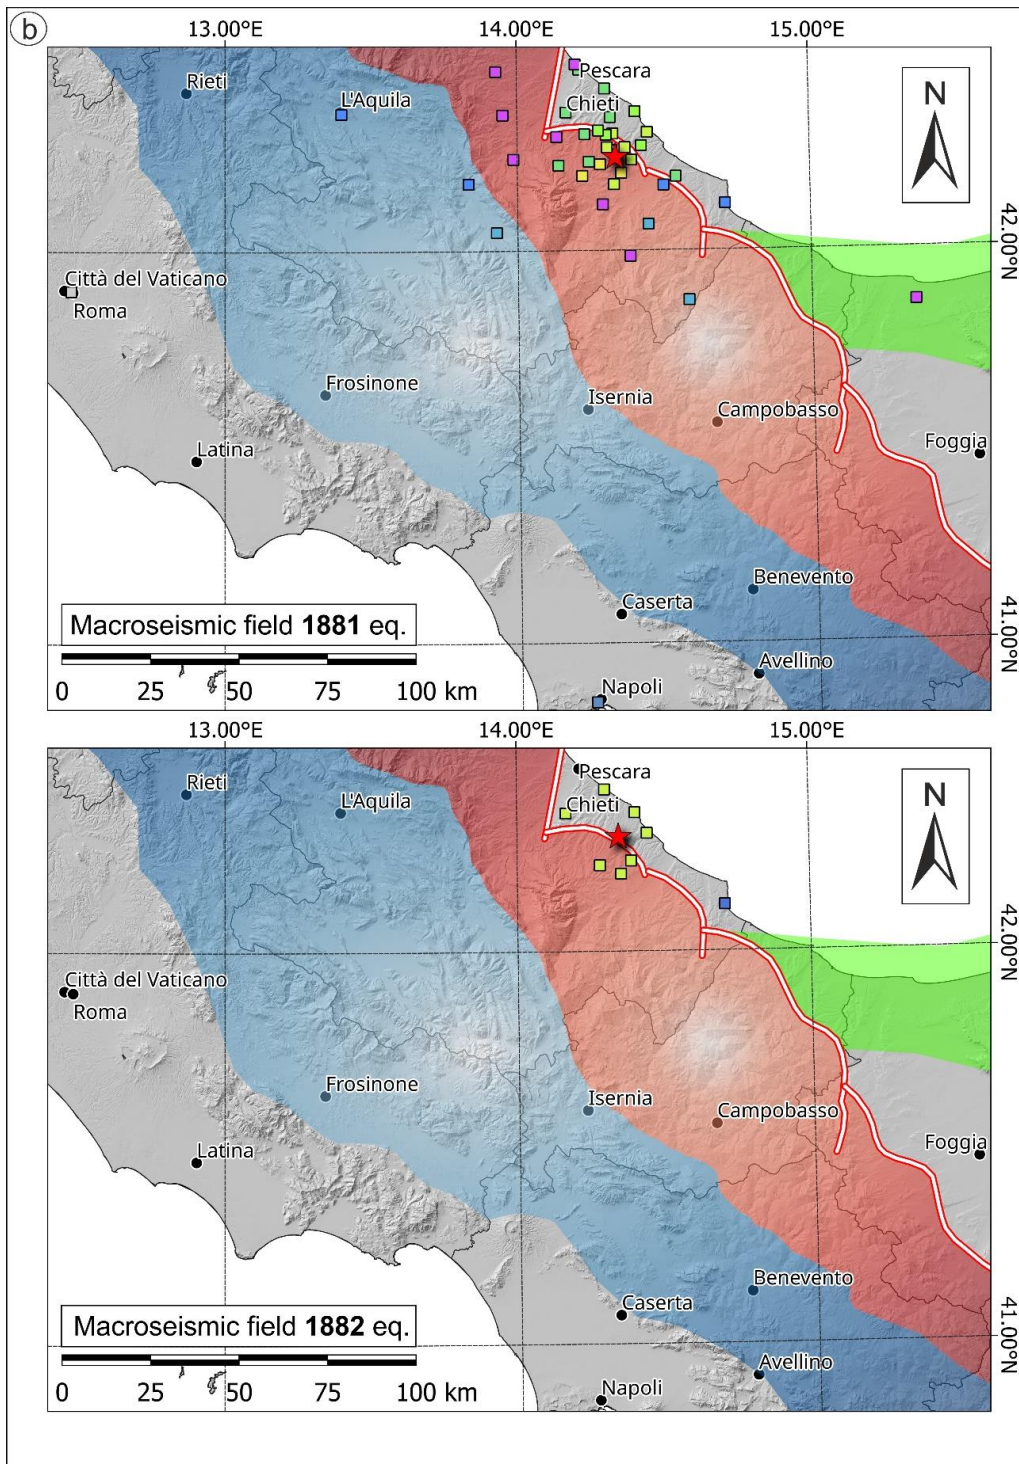 b
13.00°E 14.00°E 15.00°E
N
Rieti
L'Aquila
Pescara
Chieti
42.00°N
Città del Vaticano
Roma
Frosinone
Isernia
Campobasso
Latina
Foggia
Benevento
Caserta
41.00°N
Avellino
Napoli
Macroseismic field 1881 eq.
0 25 50 75 100 km
13.00°E 14.00°E 15.00°E
N
Rieti
L'Aquila
Pescara
Chieti
42.00°N
Città del Vaticano
Roma
Frosinone
Isernia
Campobasso
Latina
Foggia
Benevento
Caserta
41.00°N
Avellino
Napoli
Macroseismic field 1882 eq.
0 25 50 75 100 km